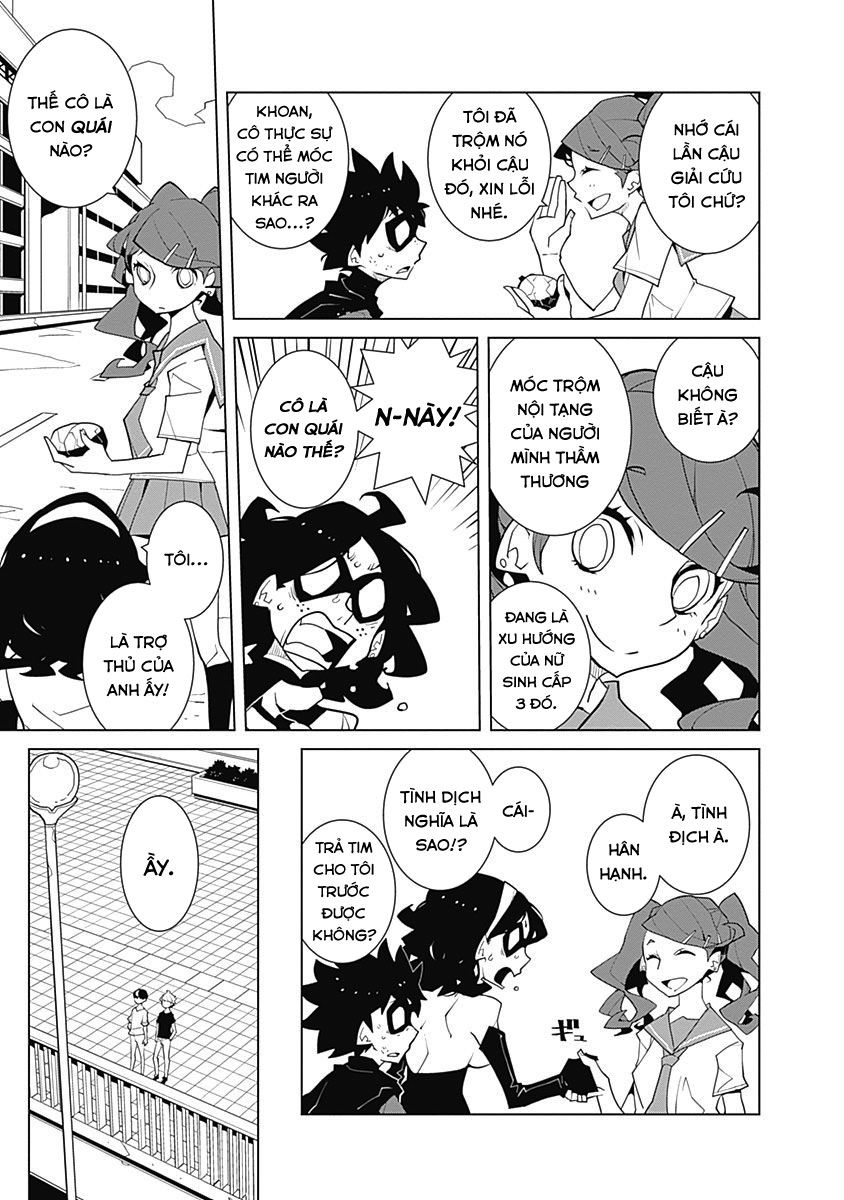 NHỚ CÁI
LẦN CẬU
GIẢI CỨU
TÔI CHỨ?
TÔI ĐÃ
TRỘM NÓ
KHỎI CẬU
ĐÓ, XIN LỖI
NHÉ.
KHOAN,
CÔ THỰC SỰ
CÓ THỂ MÓC
TIM NGƯỜI
KHÁC RA
SAO...?
CẬU
KHÔNG
BIẾT À?
MÓC TRỘM
NỘI TẠNG
CỦA NGƯỜI
MÌNH THẦM
THƯƠNG
ĐANG LÀ
XU HƯỚNG
CỦA NỮ
SINH CẤP
3 ĐÓ.
N-NÀY!
CÔ LÀ
CON QUÁI
NÀO THẾ?
THẾ CÔ LÀ
CON QUÁI
NÀO?
TÔI...
LÀ TRỢ
THỦ CỦA
ANH ẤY!
À, TÌNH
ĐỊCH À.
HÂN
HẠNH.
CÁI-
TÌNH DỊCH
NGHĨA LÀ
SAO!?
TRẢ TIM
CHO TÔI
TRƯỚC
ĐƯỢC
KHÔNG?
ギュ
ẦY.